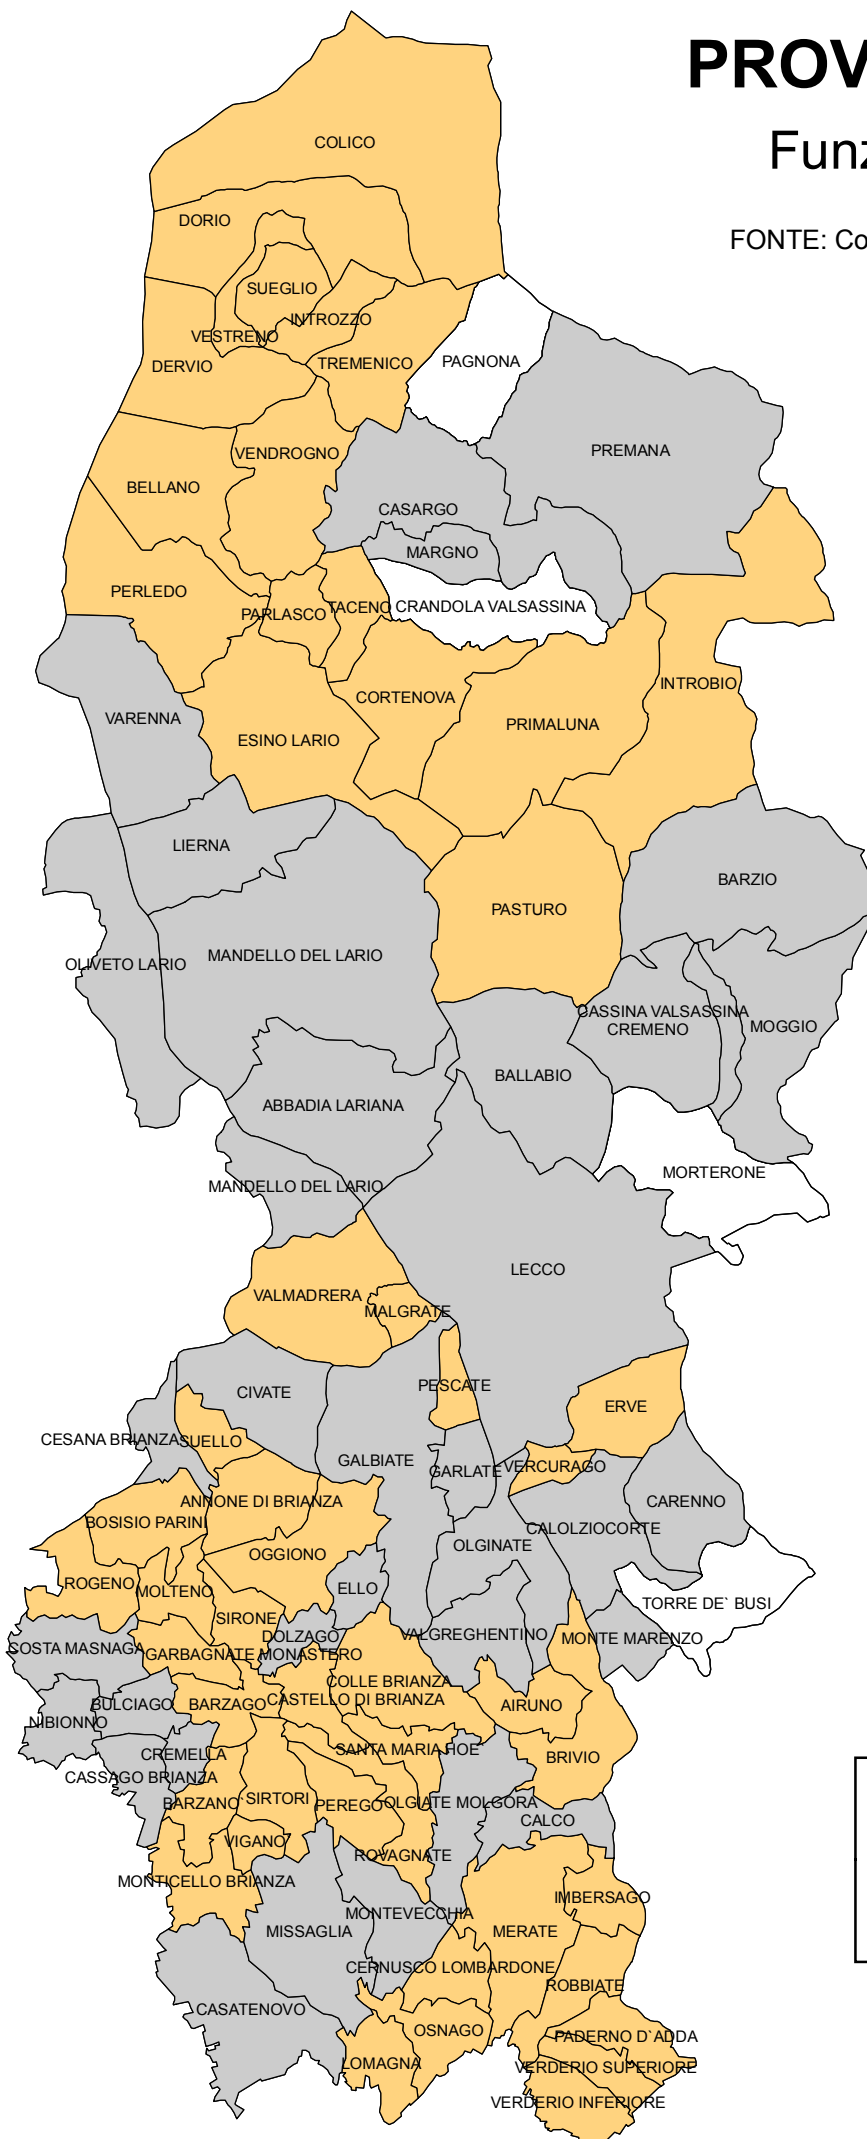 PROV
Funz
FONTE: Co
COLICO
DORIO
SUEGLIO
INTROZZO
VESTRENO
DERVIO
TREMENICO
PAGNONA
PREMANA
VENDROGNO
BELLANO
CASARGO
MARGNO
PERLEDO
PARLASCO
TACENO
CRANDOLA VALSASSINA
INTROBIO
CORTENOVA
VARENNA
PRIMALUNA
ESINO LARIO
LIERNA
BARZIO
PASTURO
MANDELLO DEL LARIO
OLIVETO LARIO
CASSINA VALSASSINA
CREMENO
MOGGIO
BALLABIO
ABBADIA LARIANA
MORTERONE
MANDELLO DEL LARIO
LECCO
VALMADRERA
MALGRATE
PESCATE
CIVATE
ERVE
CESANA BRIANZA
SUELLO
GALBIATE
GARLATE
VERCURAGO
ANNONE DI BRIANZA
CARENNO
BOSISIO PARINI
CALOLZIOCORTE
OGGIONO
OLGINATE
ROGENO
MOLTENO
ELLO
TORRE DE` BUSI
SIRONE
DOLZAGO
VALGREGHENTINO
MONTE MARENZO
COSTA MASNAGA
GARBAGNATE MONASTERO
COLLE BRIANZA
BULCIAGO
BARZAGO
CASTELLO DI BRIANZA
AIRUNO
NIBIONNO
CREMELLA
SANTA MARIA HOE`
BRIVIO
CASSAGO BRIANZA
BARZANO`
SIRTORI
PEREGO
OLGIATE MOLGORA
CALCO
VIGANO`
ROVAGNATE
MONTICELLO BRIANZA
IMBERSAGO
MONTEVECCHIA
MISSAGLIA
MERATE
CERNUSCO LOMBARDONE
ROBBIATE
CASATENOVO
OSNAGO
PADERNO D`ADDA
LOMAGNA
VERDERIO SUPERIORE
VERDERIO INFERIORE